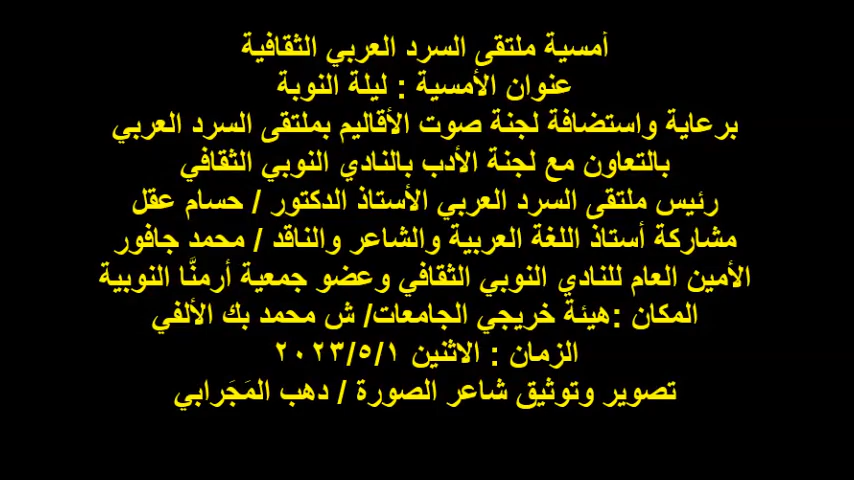 أمسية ملتقى السرد العربي الثقافية
عنوان الأمسية : ليلة النوبة
برعاية واستضافة لجنة صوت الأقاليم بملتقى السرد العربي
بالتعاون مع لجنة الأدب بالنادي النوبي الثقافي
رئيس ملتقى السرد العربي الأستاذ الدكتور / حسام عقل
مشاركة أستاذ اللغة العربية والشاعر والناقد / محمد جافور
الأمين العام للنادي النوبي الثقافي وعضو جمعية أرمنَّا النوبية
المكان :هيئة خريجي الجامعات/ ش محمد بك الألفي
الزمان : الاثنين ٢٠٢٣/٥/١
تصوير وتوثيق شاعر الصورة / دهب المَجَرابي